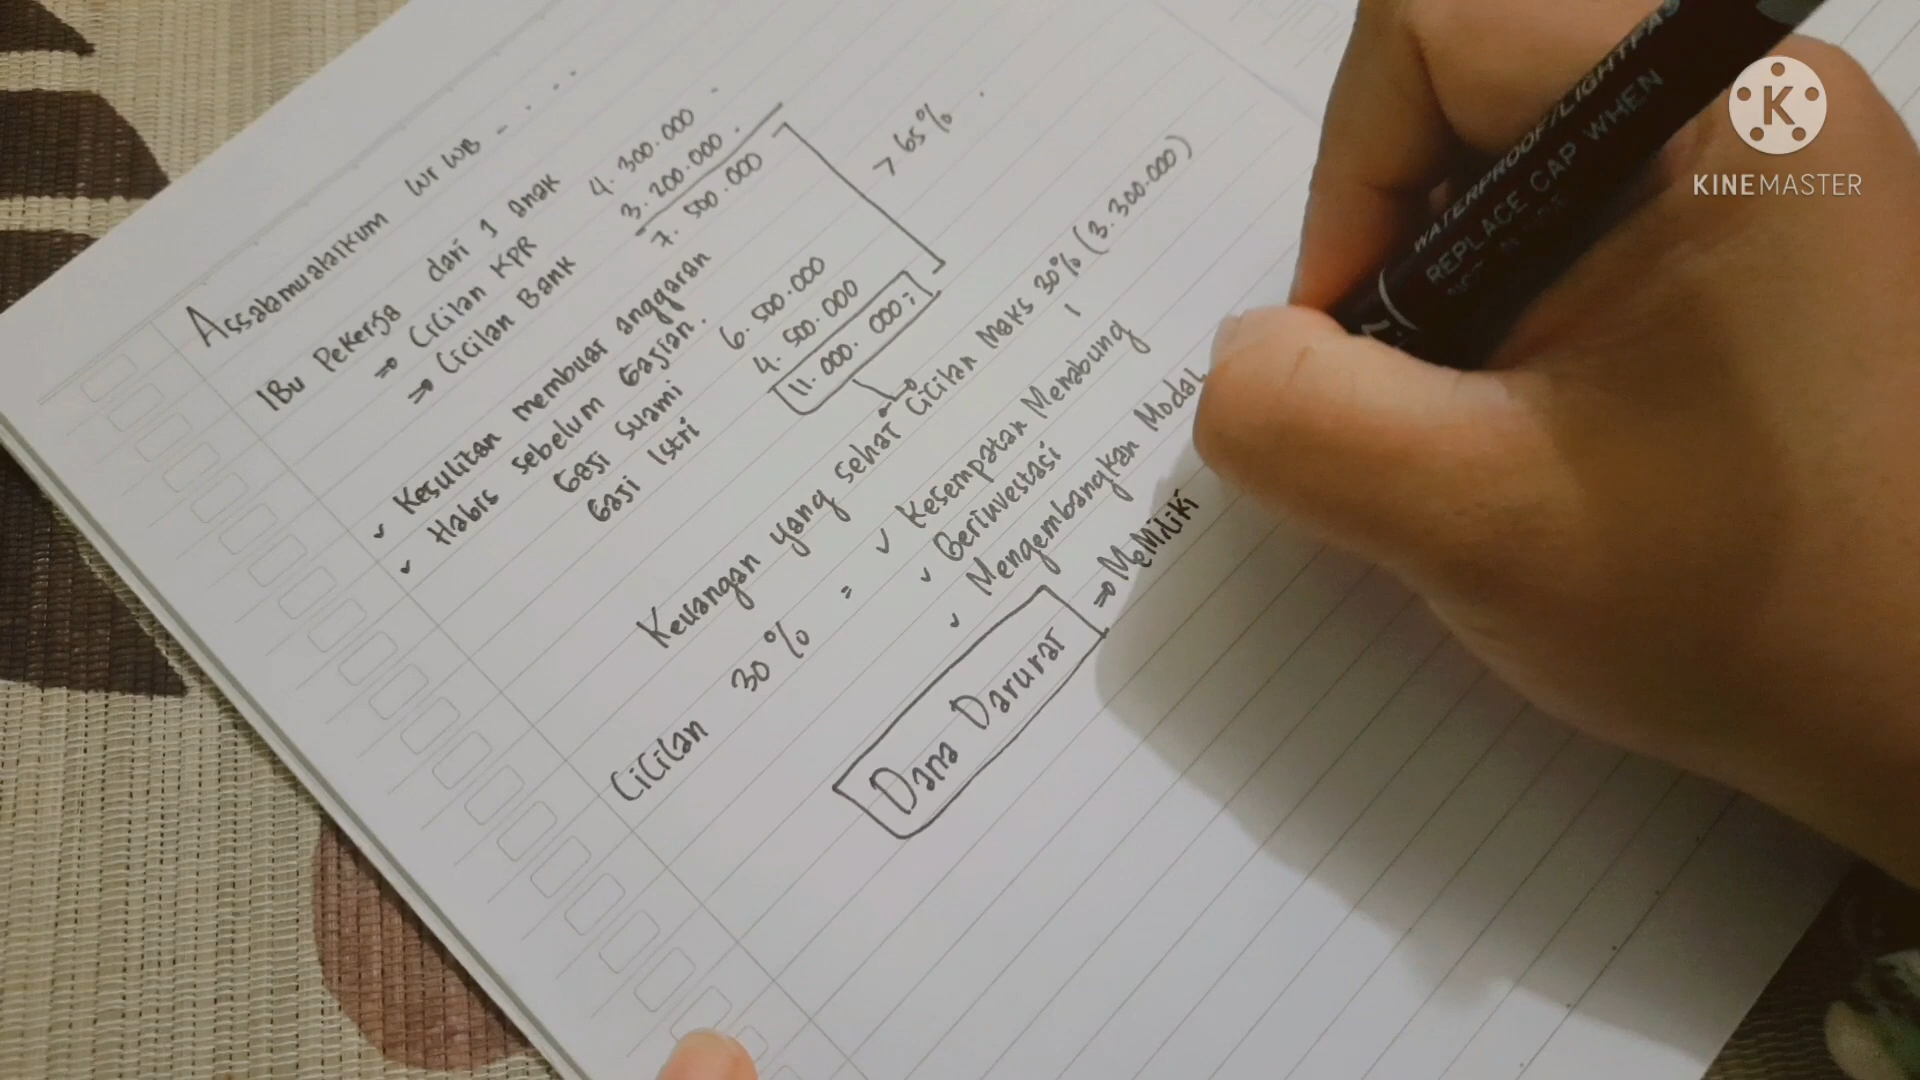 Assalamualaikum Wr WB - . . . .
IBu Pekerja dari 1 anak
⇒ Cicilan KPR 4.300.000
⇒ Cicilan Bank 3.200.000
7.500.000
> 65%
✓ Kesulitan membuat anggaran
✓ Habis sebelum Gajian.
Gaji Suami 6.500.000
Gaji Istri 4.500.000
11.000.000;
Keuangan yang sehat → Cicilan Maks 30% (3.300.000)
Cicilan 30% = ✓ Kesempatan Menabung
✓ Berinvestasi
✓ Mengembangkan Modal
Dana Darurat ⇒ Memiliki
WATERPROOF/LIGHTFAS
REPLACE CAP WHEN
K
KINEMASTER